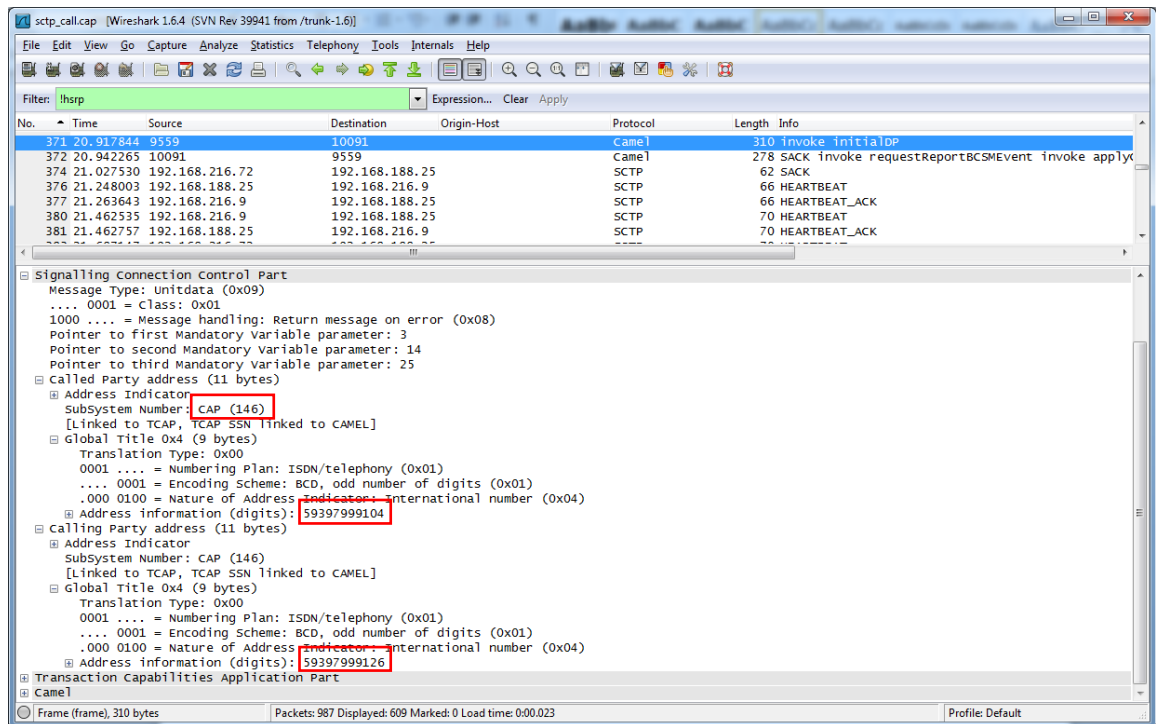 sctp_call.cap [Wireshark 1.6.4 (SVN Rev 39941 from /trunk-1.6)]
File Edit View Go Capture Analyze Statistics Telephony Tools Internals Help
Filter: !hsrp Expression... Clear Apply
No. Time Source Destination Origin-Host Protocol Length Info
371 20.917844 9559 10091 Camel 310 invoke initialDP
372 20.942265 10091 9559 Camel 278 SACK invoke requestReportBCSMEvent invoke apply
374 21.027530 192.168.216.72 192.168.188.25 SCTP 62 SACK
376 21.248003 192.168.188.25 192.168.216.9 SCTP 66 HEARTBEAT
377 21.263643 192.168.216.9 192.168.188.25 SCTP 66 HEARTBEAT_ACK
380 21.462535 192.168.216.9 192.168.188.25 SCTP 70 HEARTBEAT
381 21.462757 192.168.188.25 192.168.216.9 SCTP 70 HEARTBEAT_ACK
Signalling Connection Control Part
Message Type: Unitdata (0x09)
.... 0001 = Class: 0x01
1000 .... = Message handling: Return message on error (0x08)
Pointer to first Mandatory Variable parameter: 3
Pointer to second Mandatory Variable parameter: 14
Pointer to third Mandatory Variable parameter: 25
Called Party address (11 bytes)
Address Indicator
SubSystem Number: CAP (146)
[Linked to TCAP, TCAP SSN linked to CAMEL]
Global Title 0x4 (9 bytes)
Translation Type: 0x00
0001 .... = Numbering Plan: ISDN/telephony (0x01)
.... 0001 = Encoding Scheme: BCD, odd number of digits (0x01)
.000 0100 = Nature of Address Indicator: International number (0x04)
Address information (digits): 59397999104
Calling Party address (11 bytes)
Address Indicator
SubSystem Number: CAP (146)
[Linked to TCAP, TCAP SSN linked to CAMEL]
Global Title 0x4 (9 bytes)
Translation Type: 0x00
0001 .... = Numbering Plan: ISDN/telephony (0x01)
.... 0001 = Encoding Scheme: BCD, odd number of digits (0x01)
.000 0100 = Nature of Address Indicator: International number (0x04)
Address information (digits): 59397999126
Transaction Capabilities Application Part
Camel
Frame (frame), 310 bytes Packets: 987 Displayed: 609 Marked: 0 Load time: 0:00.023 Profile: Default